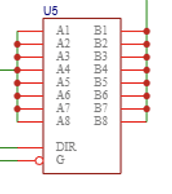 U5
A1 B1
A2 B2
A3 B3
A4 B4
A5 B5
A6 B6
A7 B7
A8 B8
DIR
G